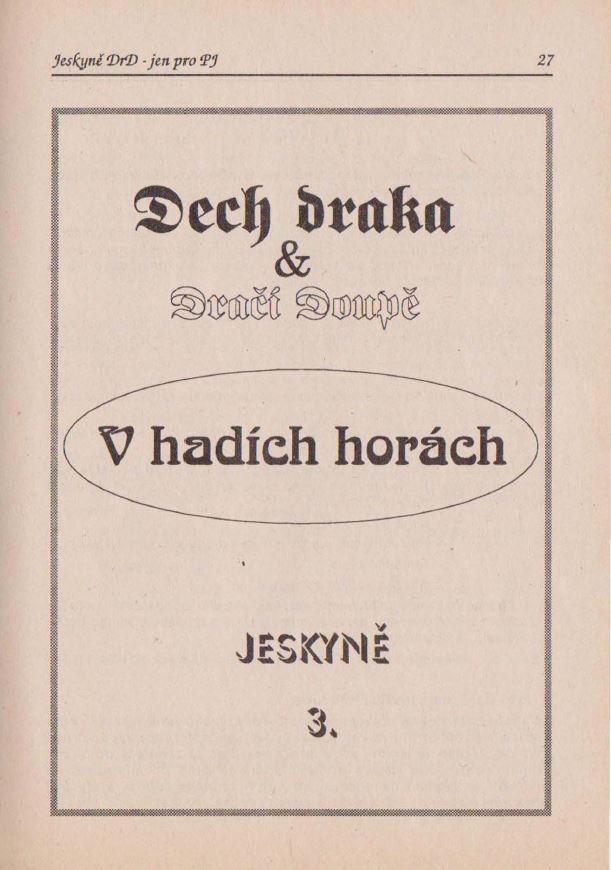 Jeskyně DrD - jen pro PJ 27
Dech draka
&
Dračí Doupě
V hadích horách
JESKYNĚ
3.